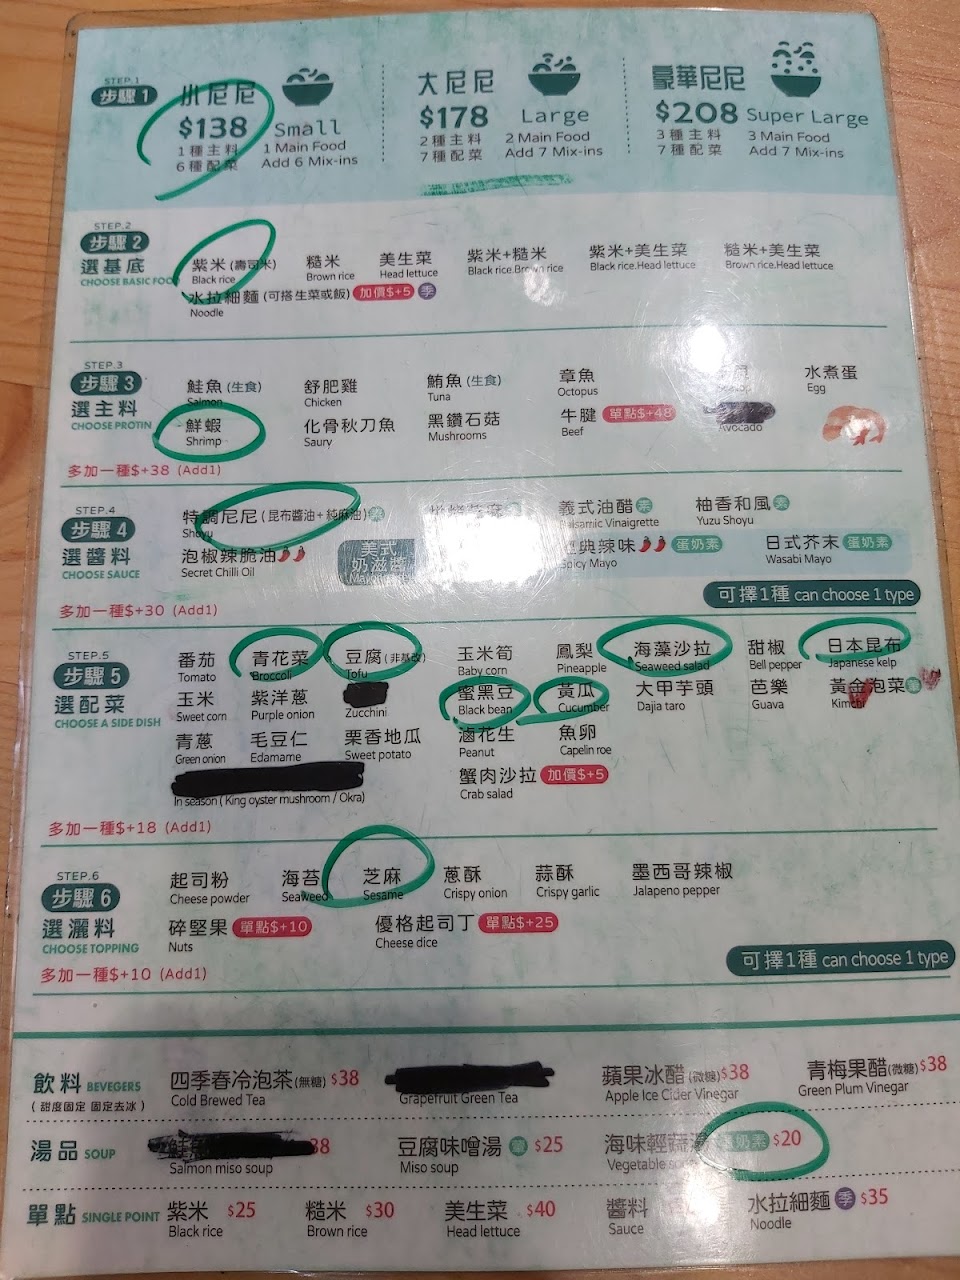 STEP.1
步驟1
小尼尼
$138 Small
1種主料 1 Main Food
6種配菜 Add 6 Mix-ins
大尼尼
$178 Large
2種主料 2 Main Food
7種配菜 Add 7 Mix-ins
豪華尼尼
$208 Super Large
3種主料 3 Main Food
7種配菜 Add 7 Mix-ins
STEP.2
步驟2
選基底
CHOOSE BASIC FOOD
紫米(壽司米) 糙米 美生菜 紫米+糙米 紫米+美生菜 糙米+美生菜
Black rice Brown rice Head lettuce Black rice.Brown rice Black rice.Head lettuce Brown rice.Head lettuce
水拉細麵(可搭生菜或飯) 加價$+5 季
Noodle
STEP.3
步驟3
選主料
CHOOSE PROTIN
鮭魚(生食) 舒肥雞 鮪魚(生食) 章魚 水煮蛋
Salmon Chicken Tuna Octopus Egg
鮮蝦 化骨秋刀魚 黑鑽石菇 牛腱 單點$+48
Shrimp Saury Mushrooms Beef Avocado
多加一種$+38 (Add1)
STEP.4
步驟4
選醬料
CHOOSE SAUCE
特調尼尼(昆布醬油+純麻油) 素 義式油醋 素 柚香和風 素
Shoyu Balsamic Vinaigrette Yuzu Shoyu
泡椒辣脆油 美式奶滋醬 經典辣味 蛋奶素 日式芥末 蛋奶素
Secret Chilli Oil Spicy Mayo Wasabi Mayo
多加一種$+30 (Add1)
可擇1種 can choose 1 type
STEP.5
步驟5
選配菜
CHOOSE A SIDE DISH
番茄 青花菜 豆腐(非基改) 玉米筍 鳳梨 海藻沙拉 甜椒 日本昆布
Tomato Broccoli Tofu Baby corn Pineapple Seaweed salad Bell pepper Japanese kelp
玉米 紫洋蔥 蜜黑豆 黃瓜 大甲芋頭 芭樂 黃金泡菜 素
Sweet corn Purple onion Zucchini Black bean Cucumber Dajia taro Guava Kimchi
青蔥 毛豆仁 栗香地瓜 滷花生 魚卵
Green onion Edamame Sweet potato Peanut Capelin roe
蟹肉沙拉 加價$+5
In season ( King oyster mushroom / Okra) Crab salad
多加一種$+18 (Add1)
STEP.6
步驟6
選灑料
CHOOSE TOPPING
起司粉 海苔 芝麻 蔥酥 蒜酥 墨西哥辣椒
Cheese powder Seaweed Sesame Crispy onion Crispy garlic Jalapeno pepper
碎堅果 單點$+10 優格起司丁 單點$+25
Nuts Cheese dice
多加一種$+10 (Add1)
可擇1種 can choose 1 type
飲料 BEVEGERS
(甜度固定 固定去冰)
四季春冷泡茶(無糖) $38 蘋果冰醋(微糖) $38 青梅果醋(微糖) $38
Cold Brewed Tea Grapefruit Green Tea Apple Ice Cider Vinegar Green Plum Vinegar
湯品 SOUP
38 豆腐味噌湯 $25 海味輕蔬湯 蛋奶素 $20
Salmon miso soup Miso soup Vegetable soup
單點 SINGLE POINT
紫米 $25 糙米 $30 美生菜 $40 醬料 水拉細麵 季 $35
Black rice Brown rice Head lettuce Sauce Noodle